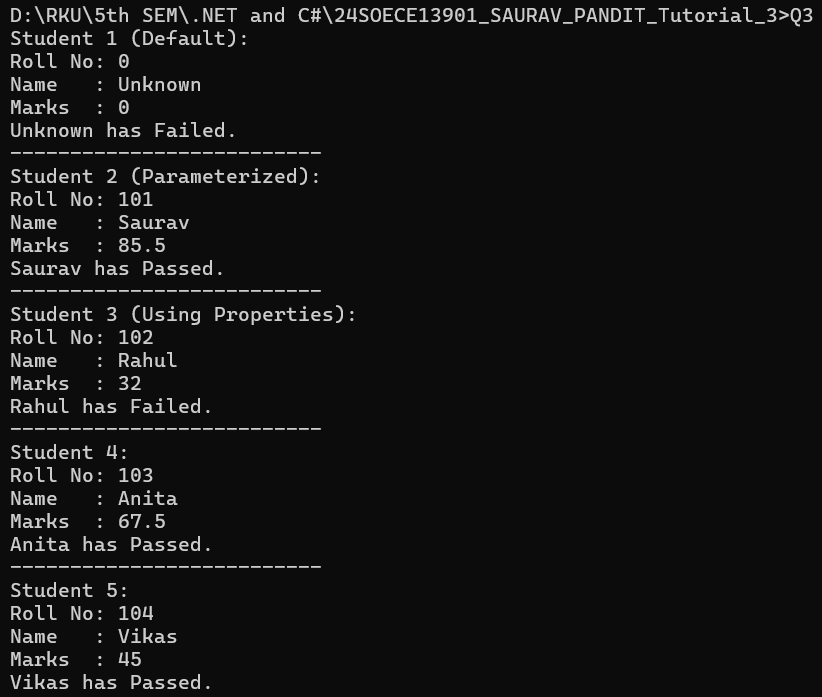 D:\RKU\5th SEM\.NET and C#\24SOECE13901_SAURAV_PANDIT_Tutorial_3>Q3
Student 1 (Default):
Roll No: 0
Name   : Unknown
Marks  : 0
Unknown has Failed.
--------------------------
Student 2 (Parameterized):
Roll No: 101
Name   : Saurav
Marks  : 85.5
Saurav has Passed.
--------------------------
Student 3 (Using Properties):
Roll No: 102
Name   : Rahul
Marks  : 32
Rahul has Failed.
--------------------------
Student 4:
Roll No: 103
Name   : Anita
Marks  : 67.5
Anita has Passed.
--------------------------
Student 5:
Roll No: 104
Name   : Vikas
Marks  : 45
Vikas has Passed.